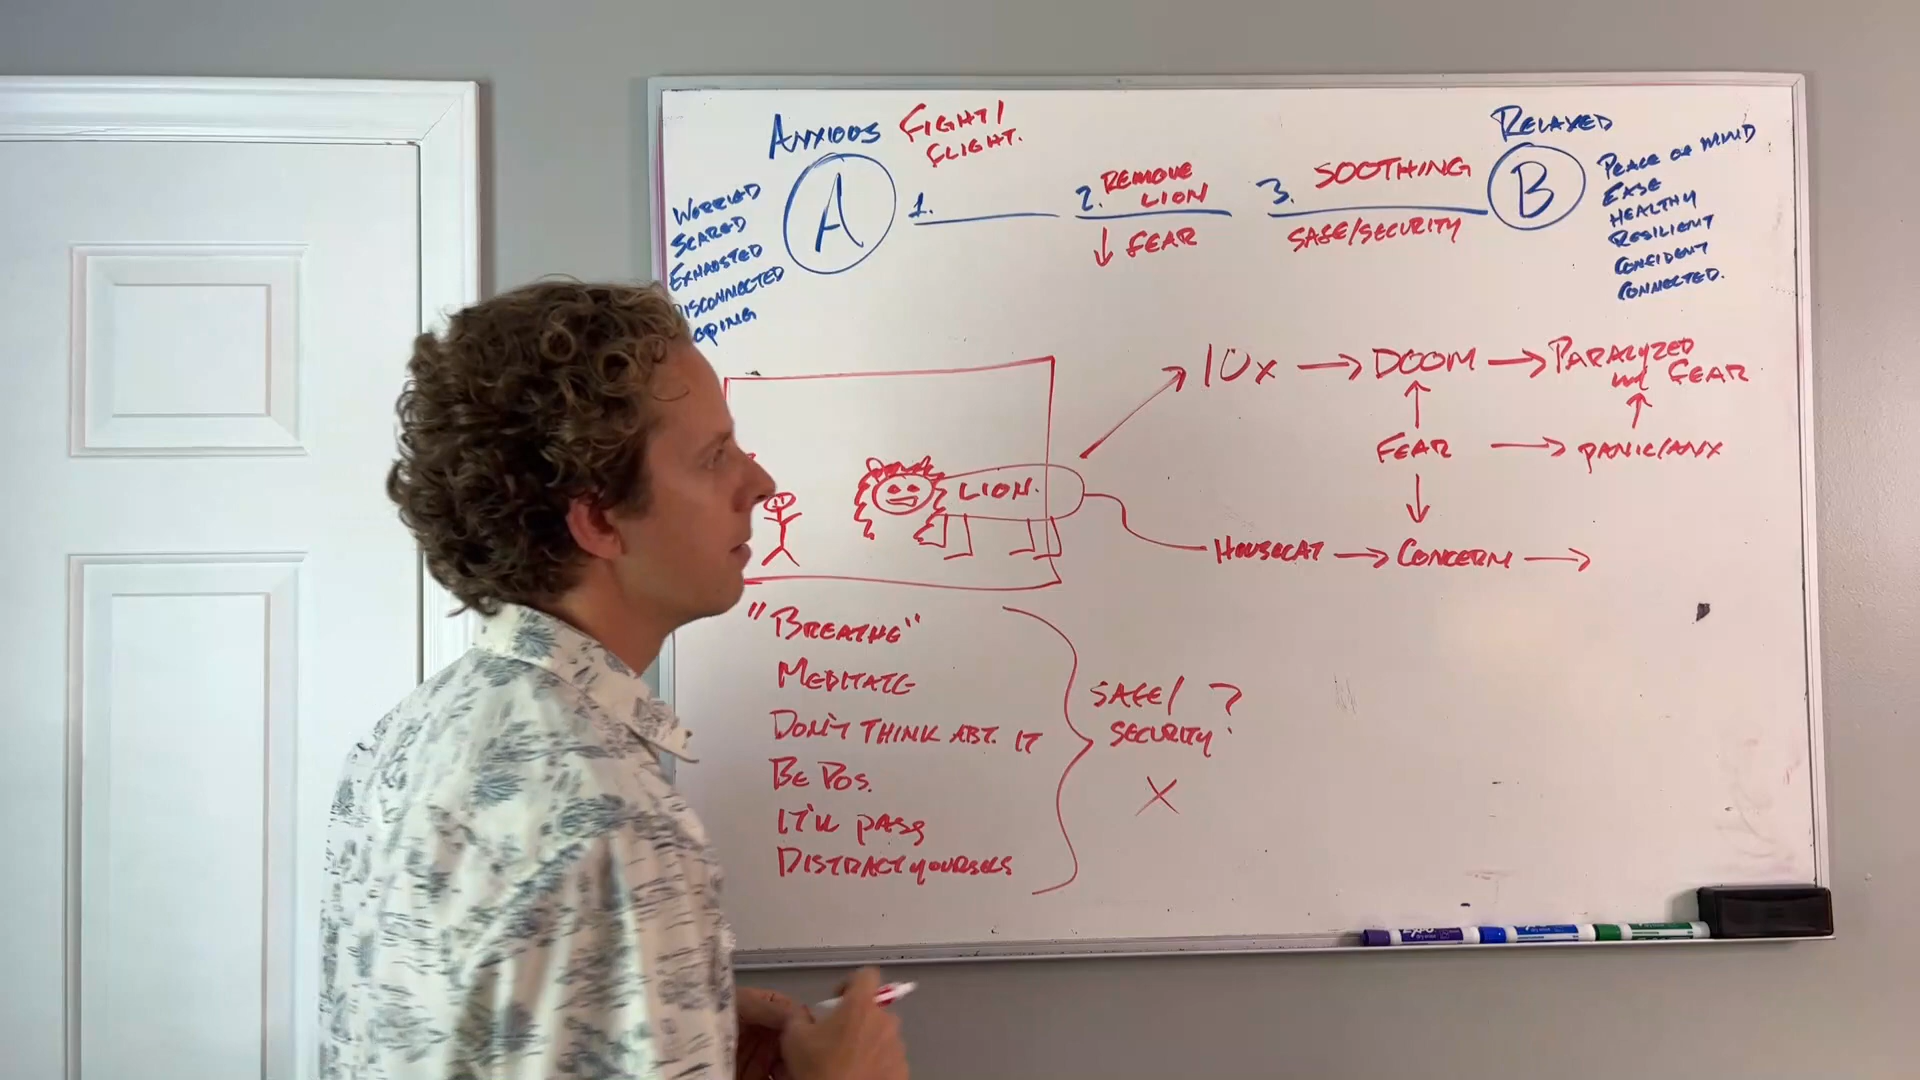 ANXIOUS
FIGHT/
FLIGHT.
A
WORRIED
SCARED
EXHAUSTED
DISCONNECTED
COPING
1.
2. REMOVE
LION
↓ FEAR
3. SOOTHING
SAFE/SECURITY
RELAXED
B
PEACE OF MIND
EASE
HEALTHY
RESILIENT
CONFIDENT
CONNECTED.
LION.
10x → DOOM → PARALYZED
w/ FEAR
FEAR → PANIC/ANX
HOUSECAT → CONCERN →
"BREATHE"
MEDITATE
DON'T THINK ABT. IT
BE POS.
IT'LL PASS
DISTRACT YOURSELF
SAFE/ ?
SECURITY
X
EXPO